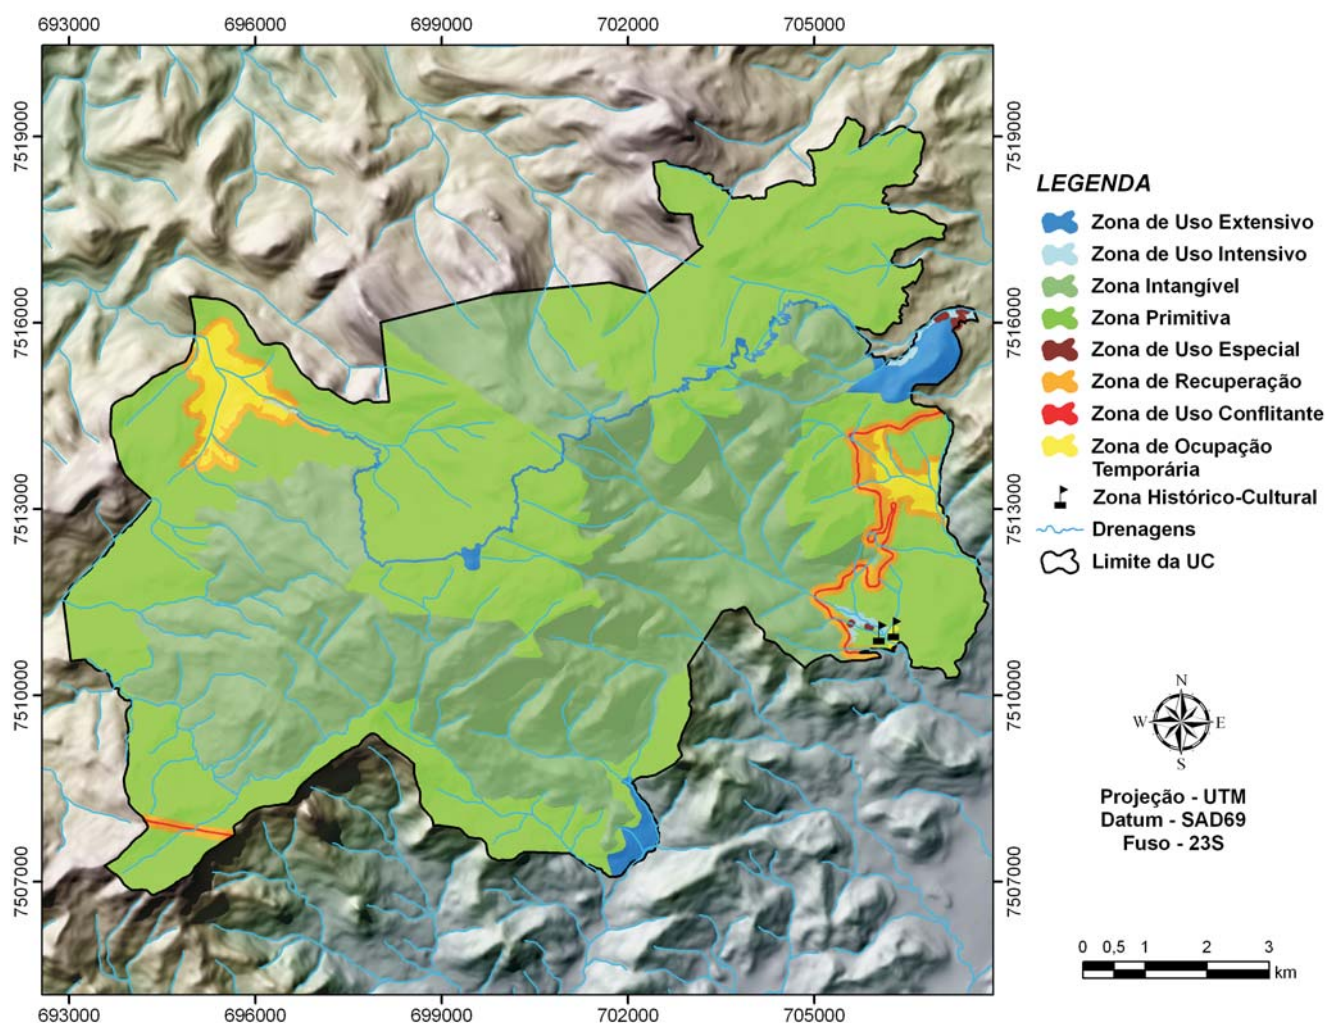 693000 696000 699000 702000 705000
7519000
7516000
7513000
7510000
7507000
7519000
7516000
7513000
7510000
7507000
693000 696000 699000 702000 705000
LEGENDA
Zona de Uso Extensivo
Zona de Uso Intensivo
Zona Intangível
Zona Primitiva
Zona de Uso Especial
Zona de Recuperação
Zona de Uso Conflitante
Zona de Ocupação
Temporária
Zona Histórico-Cultural
Drenagens
Limite da UC
N
W E
S
Projeção - UTM
Datum - SAD69
Fuso - 23S
0 0,5 1 2 3
km